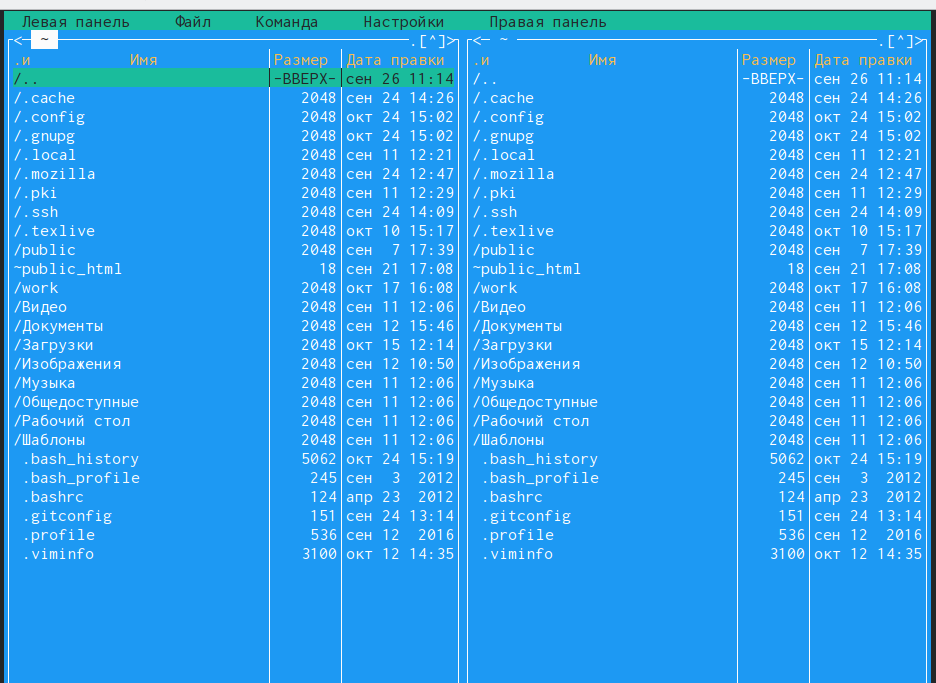 Левая панель Файл Команда Настройки Правая панель
<- ~ .[^]> <- ~ .[^]>
.и Имя Размер Дата правки .и Имя Размер Дата правки
/.. -ВВЕРХ- сен 26 11:14 /.. -ВВЕРХ- сен 26 11:14
/.cache 2048 сен 24 14:26 /.cache 2048 сен 24 14:26
/.config 2048 окт 24 15:02 /.config 2048 окт 24 15:02
/.gnupg 2048 окт 24 15:02 /.gnupg 2048 окт 24 15:02
/.local 2048 сен 11 12:21 /.local 2048 сен 11 12:21
/.mozilla 2048 сен 24 12:47 /.mozilla 2048 сен 24 12:47
/.pki 2048 сен 11 12:29 /.pki 2048 сен 11 12:29
/.ssh 2048 сен 24 14:09 /.ssh 2048 сен 24 14:09
/.texlive 2048 окт 10 15:17 /.texlive 2048 окт 10 15:17
/public 2048 сен 7 17:39 /public 2048 сен 7 17:39
~public_html 18 сен 21 17:08 ~public_html 18 сен 21 17:08
/work 2048 окт 17 16:08 /work 2048 окт 17 16:08
/Видео 2048 сен 11 12:06 /Видео 2048 сен 11 12:06
/Документы 2048 сен 12 15:46 /Документы 2048 сен 12 15:46
/Загрузки 2048 окт 15 12:14 /Загрузки 2048 окт 15 12:14
/Изображения 2048 сен 12 10:50 /Изображения 2048 сен 12 10:50
/Музыка 2048 сен 11 12:06 /Музыка 2048 сен 11 12:06
/Общедоступные 2048 сен 11 12:06 /Общедоступные 2048 сен 11 12:06
/Рабочий стол 2048 сен 11 12:06 /Рабочий стол 2048 сен 11 12:06
/Шаблоны 2048 сен 11 12:06 /Шаблоны 2048 сен 11 12:06
.bash_history 5062 окт 24 15:19 .bash_history 5062 окт 24 15:19
.bash_profile 245 сен 3 2012 .bash_profile 245 сен 3 2012
.bashrc 124 апр 23 2012 .bashrc 124 апр 23 2012
.gitconfig 151 сен 24 13:14 .gitconfig 151 сен 24 13:14
.profile 536 сен 12 2016 .profile 536 сен 12 2016
.viminfo 3100 окт 12 14:35 .viminfo 3100 окт 12 14:35